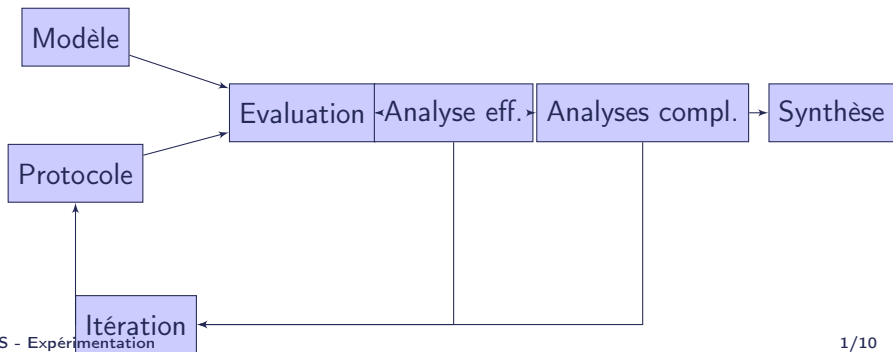 Modèle
Evaluation
Analyse eff.
Analyses compl.
Synthèse
Protocole
Itération
S - Expérimentation
1/10